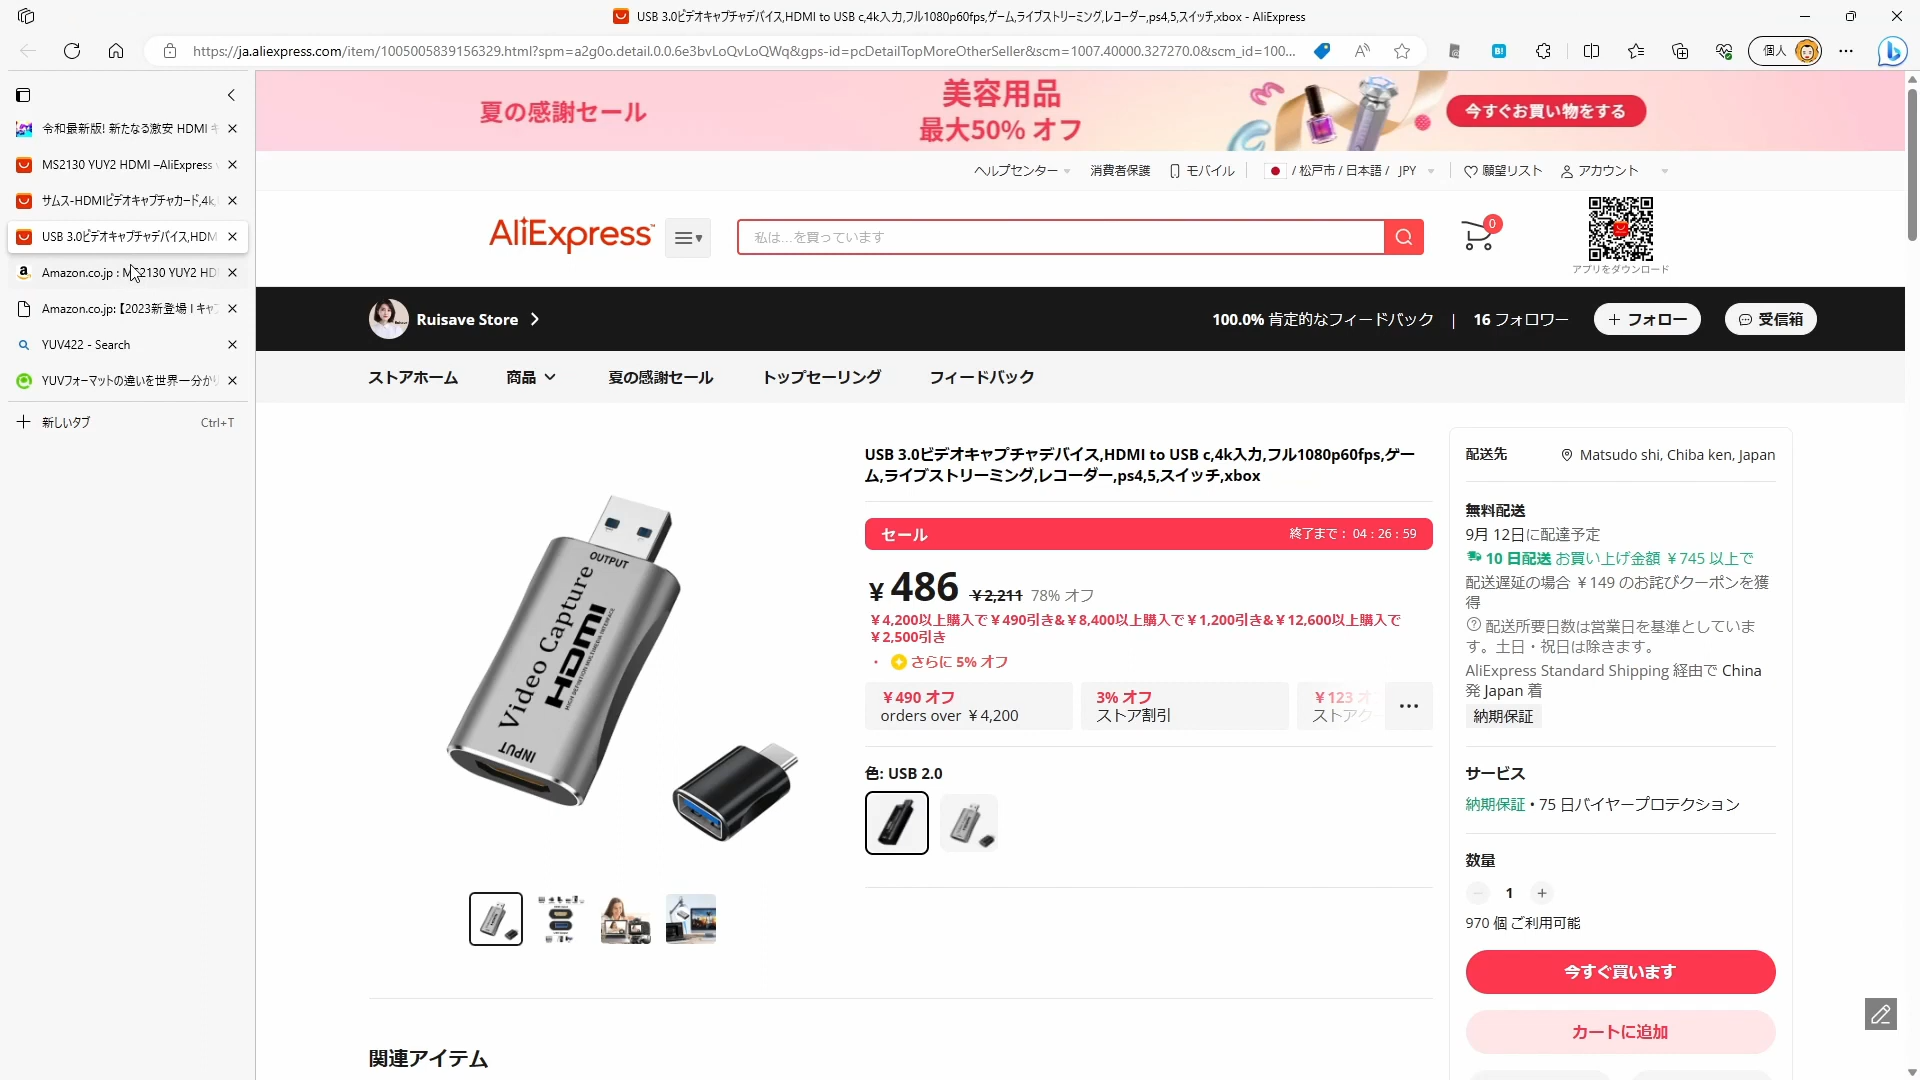 USB 3.0ビデオキャプチャデバイス,HDMI to USB c,4k入力,フル1080p60fps,ゲーム,ライブストリーミング,レコーダー,ps4,5,スイッチ,xbox - AliExpress
https://ja.aliexpress.com/item/1005005839156329.html?spm=a2g0o.detail.0.0.6e3bvLoQvLoQWq&gps-id=pcDetailTopMoreOtherSeller&scm=1007.40000.327270.0&scm_id=100...
個人
令和最新版! 新たなる激安 HDMI キ
MS2130 YUY2 HDMI –AliExpress
サムス-HDMIビデオキャプチャカード,4k,
USB 3.0ビデオキャプチャデバイス,HDM
Amazon.co.jp : MS2130 YUY2 HD
Amazon.co.jp: 【2023新登場 I キャプ
YUV422 - Search
YUVフォーマットの違いを世界一分かり
新しいタブ Ctrl+T
夏の感謝セール
美容用品
最大50% オフ
今すぐお買い物をする
ヘルプセンター 消費者保護 モバイル / 松戸市 / 日本語 / JPY 願望リスト アカウント
AliExpress
私は...を買っています
0
アプリをダウンロード
Ruisave Store
100.0% 肯定的なフィードバック | 16 フォロワー
+ フォロー
受信箱
ストアホーム 商品 夏の感謝セール トップセーリング フィードバック
OUTPUT
Video Capture
HDMI
HIGH DEFINITION MULTIMEDIA INTERFACE
INPUT
USB 3.0ビデオキャプチャデバイス,HDMI to USB c,4k入力,フル1080p60fps,ゲー
ム,ライブストリーミング,レコーダー,ps4,5,スイッチ,xbox
セール 終了まで： 04 : 26 : 59
￥486 ￥2,211 78% オフ
￥4,200以上購入で￥490引き&￥8,400以上購入で￥1,200引き&￥12,600以上購入で
￥2,500引き
・ さらに 5% オフ
￥490 オフ
orders over ￥4,200
3% オフ
ストア割引
￥123 オ
ストアク
色: USB 2.0
関連アイテム
配送先 Matsudo shi, Chiba ken, Japan
無料配送
9月 12日に配達予定
10 日配送 お買い上げ金額 ￥745 以上で
配送遅延の場合 ￥149 のお詫びクーポンを獲
得
配送所要日数は営業日を基準としていま
す。土日・祝日は除きます。
AliExpress Standard Shipping 経由で China
発 Japan 着
納期保証
サービス
納期保証 • 75 日バイヤープロテクション
数量
1 +
970 個 ご利用可能
今すぐ買います
カートに追加